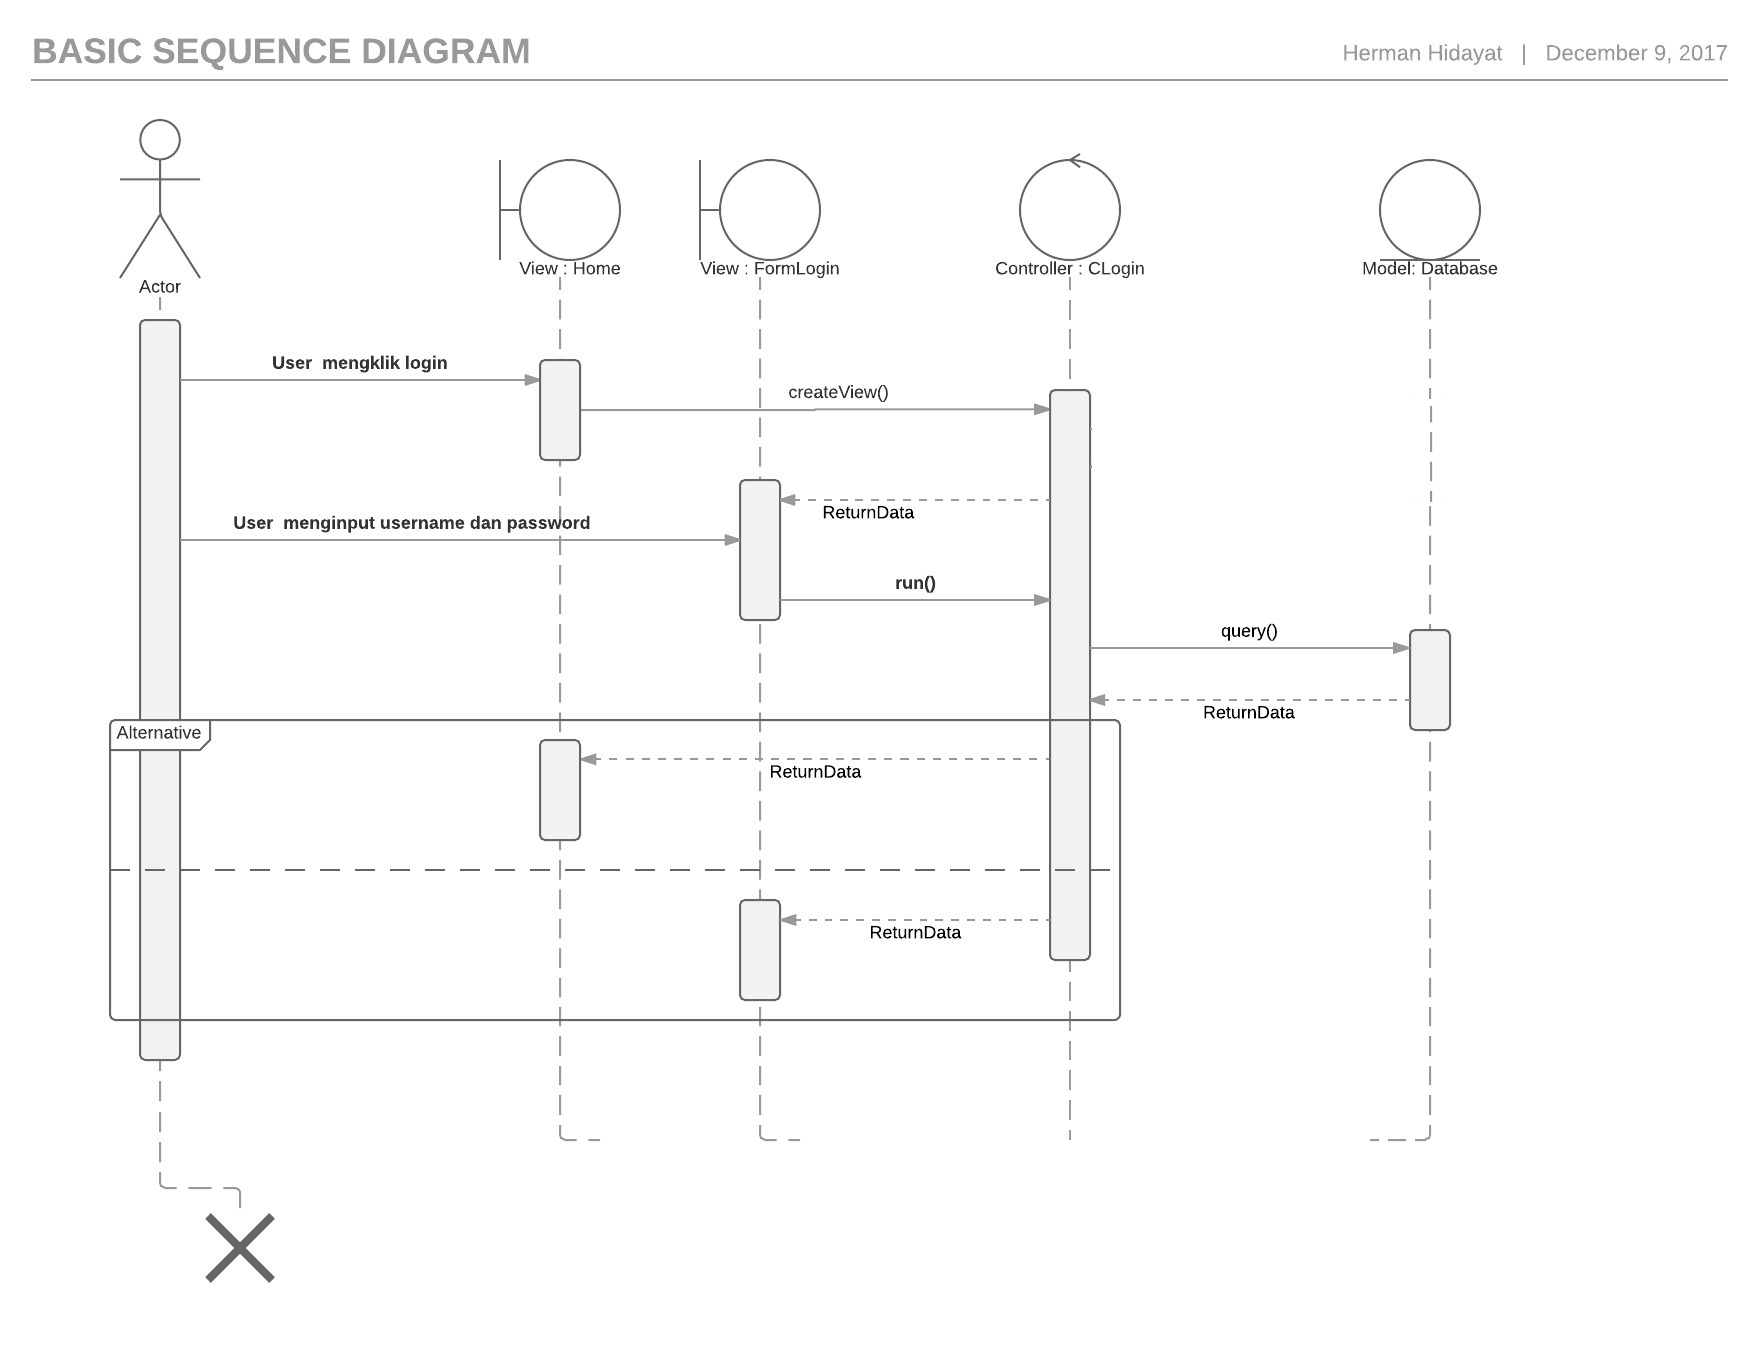 BASIC SEQUENCE DIAGRAM
Herman Hidayat | December 9, 2017
Actor
View : Home
View : FormLogin
Controller : CLogin
Model: Database
User mengklik login
createView()
ReturnData
User menginput username dan password
run()
query()
ReturnData
Alternative
ReturnData
ReturnData